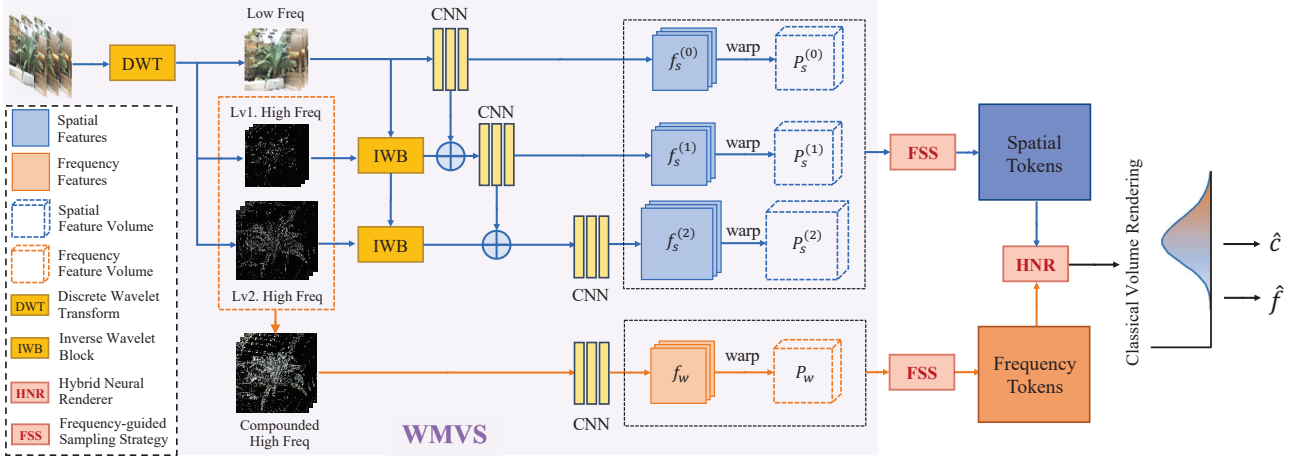 Low Freq
CNN
DWT
f_s^{(0)}
warp
P_s^{(0)}
Lv1. High Freq
CNN
IWB
f_s^{(1)}
warp
P_s^{(1)}
FSS
Spatial
Tokens
Lv2. High Freq
IWB
CNN
f_s^{(2)}
warp
P_s^{(2)}
HNR
Classical Volume Rendering
ĉ
f̂
Compounded
High Freq
CNN
f_w
warp
P_w
FSS
Frequency
Tokens
WMVS
Spatial
Features
Frequency
Features
Spatial
Feature Volume
Frequency
Feature Volume
DWT
Discrete Wavelet
Transform
IWB
Inverse Wavelet
Block
HNR
Hybrid Neural
Renderer
FSS
Frequency-guided
Sampling Strategy